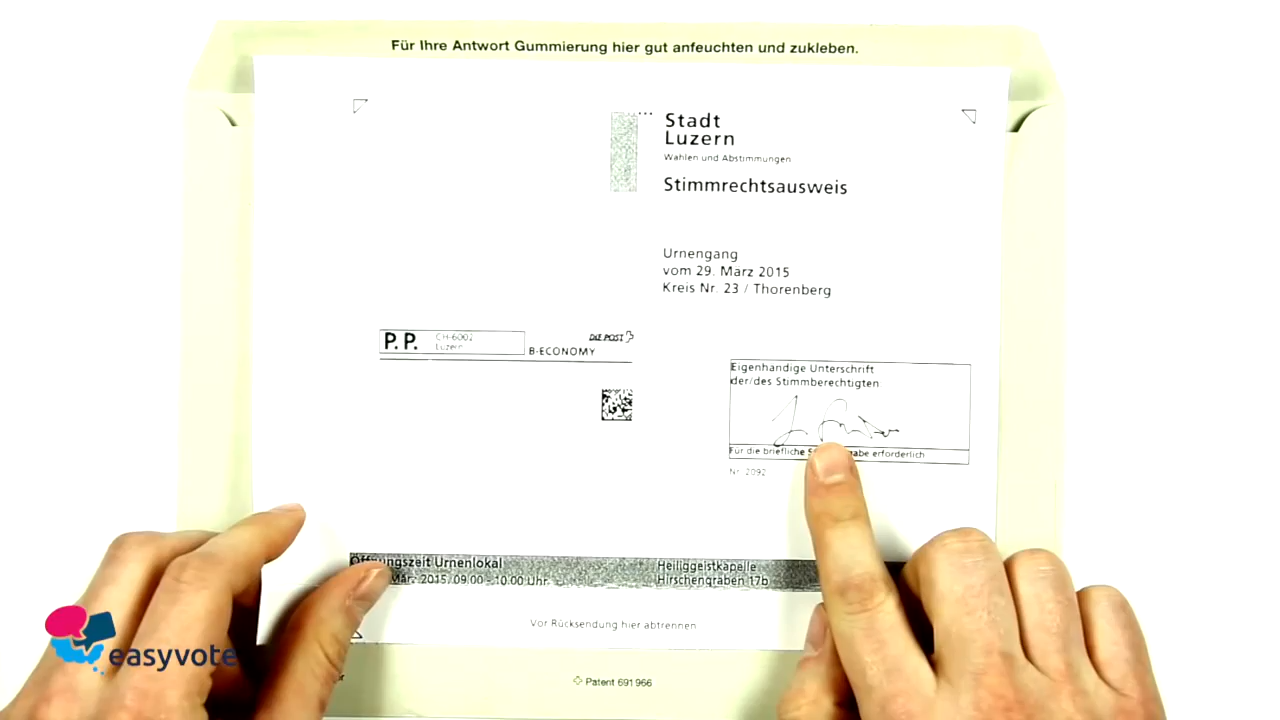 Für Ihre Antwort Gummierung hier gut anfeuchten und zukleben.
Stadt
Luzern
Wahlen und Abstimmungen
Stimmrechtsausweis
Urnengang
vom 29. März 2015
Kreis Nr. 23 / Thorenberg
P.P.
CH-6002
Luzern
B-ECONOMY
DIE POST
Eigenhändige Unterschrift
der/des Stimmberechtigten
Für die briefliche abe erforderlich
Nr. 2092
Öffnungszeit Urnenlokal
März 2015, 09.00 - 10.00 Uhr
Heiliggeistkapelle
Hirschengraben 17b
Vor Rücksendung hier abtrennen
easyvote
Patent 691 966